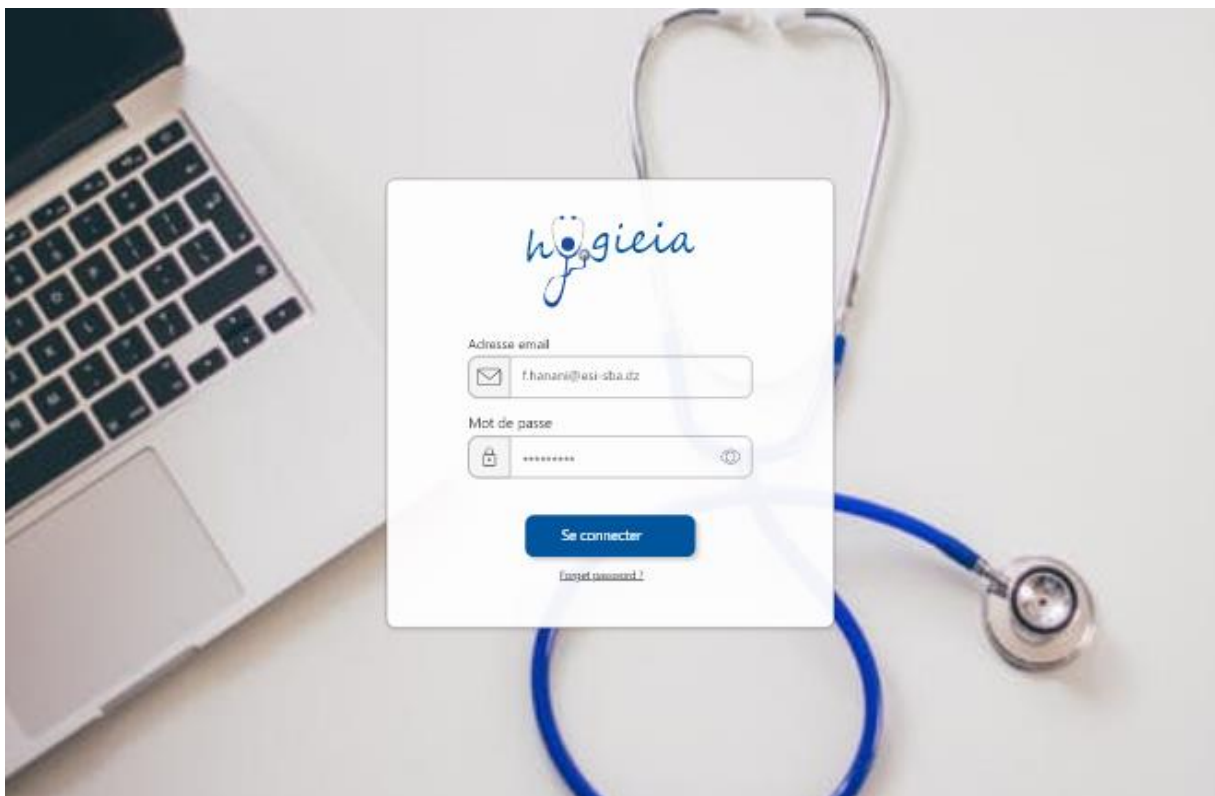 hygieia
Adresse email
f.hanani@esi-sba.dz
Mot de passe
*********
Se connecter
Forget password ?